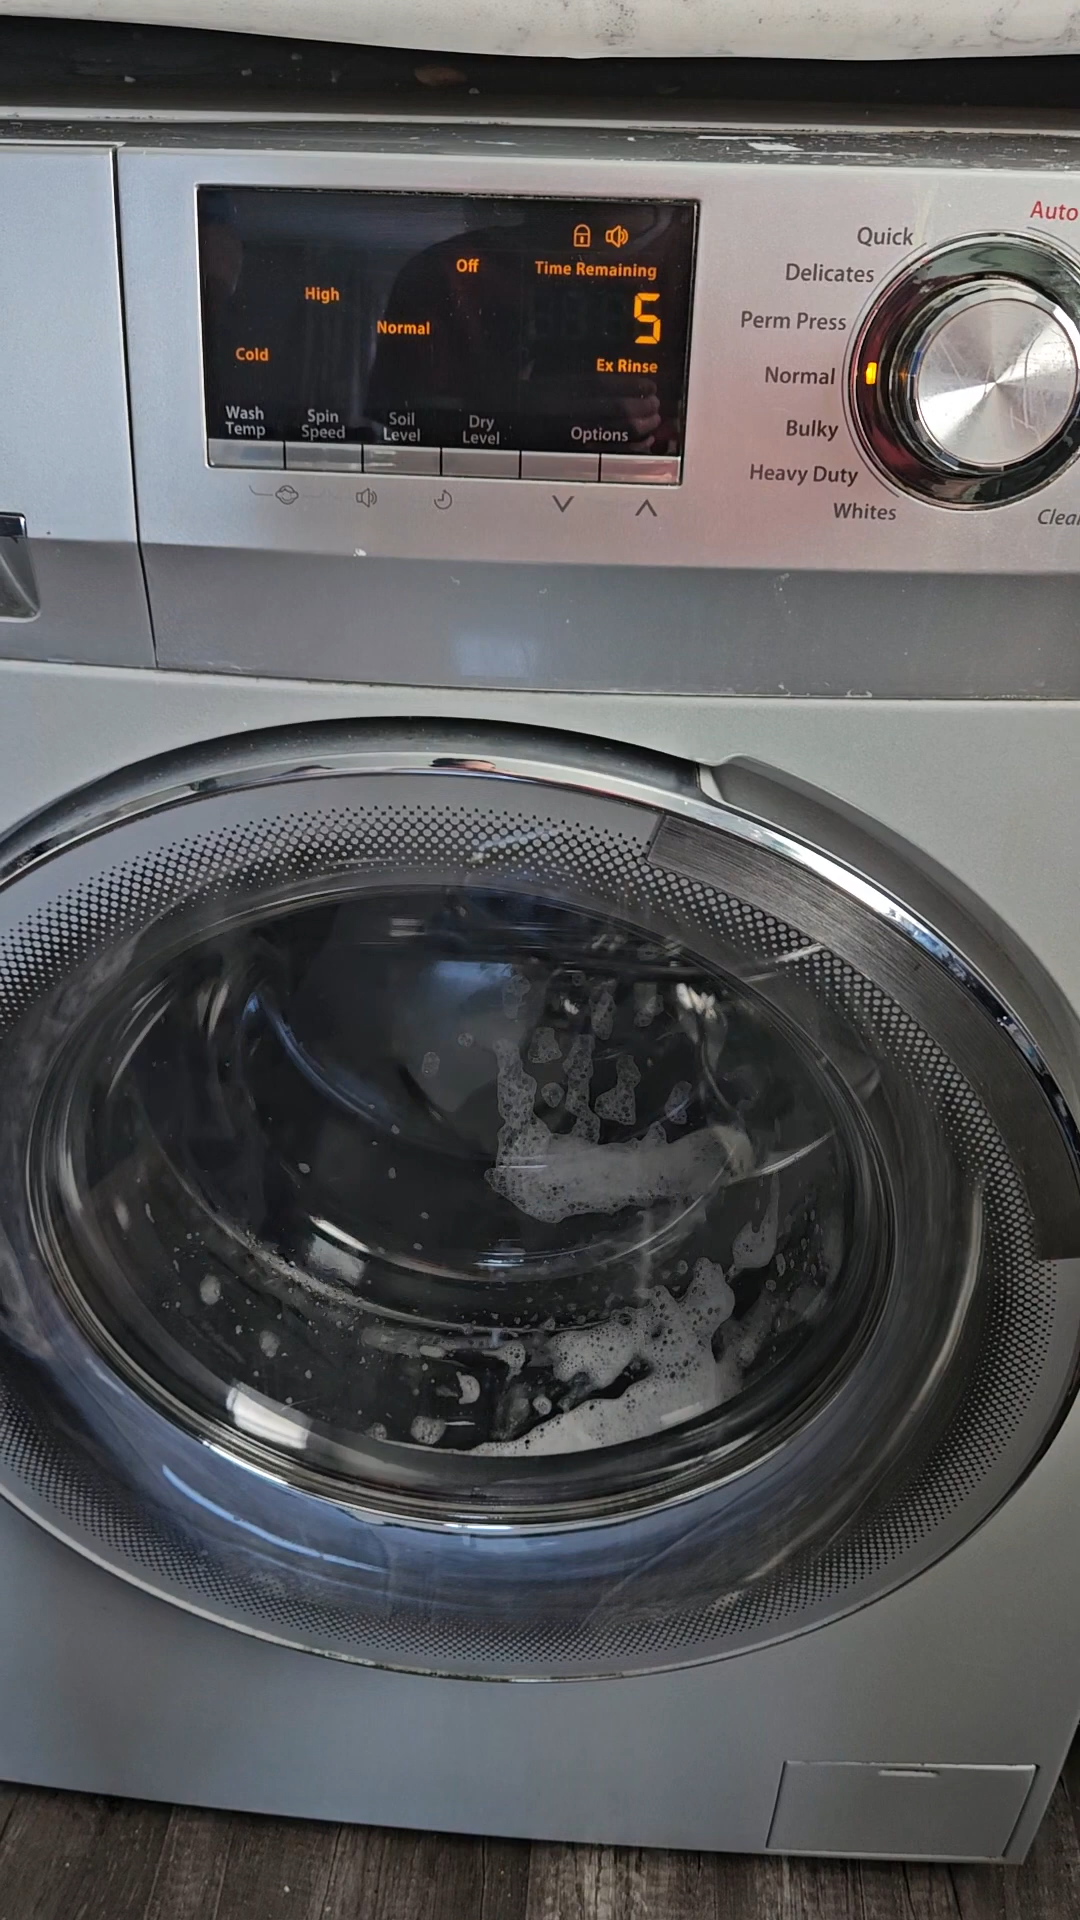 Off
Time Remaining
High
5
Normal
Cold
Ex Rinse
Wash
Temp
Spin
Speed
Soil
Level
Dry
Level
Options
Auto
Quick
Delicates
Perm Press
Normal
Bulky
Heavy Duty
Whites